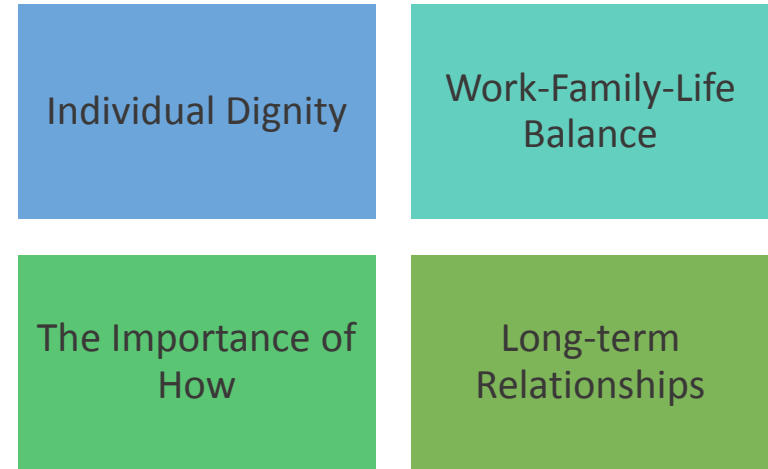 Individual Dignity
Work-Family-Life
Balance
The Importance of
How
Long-term
Relationships